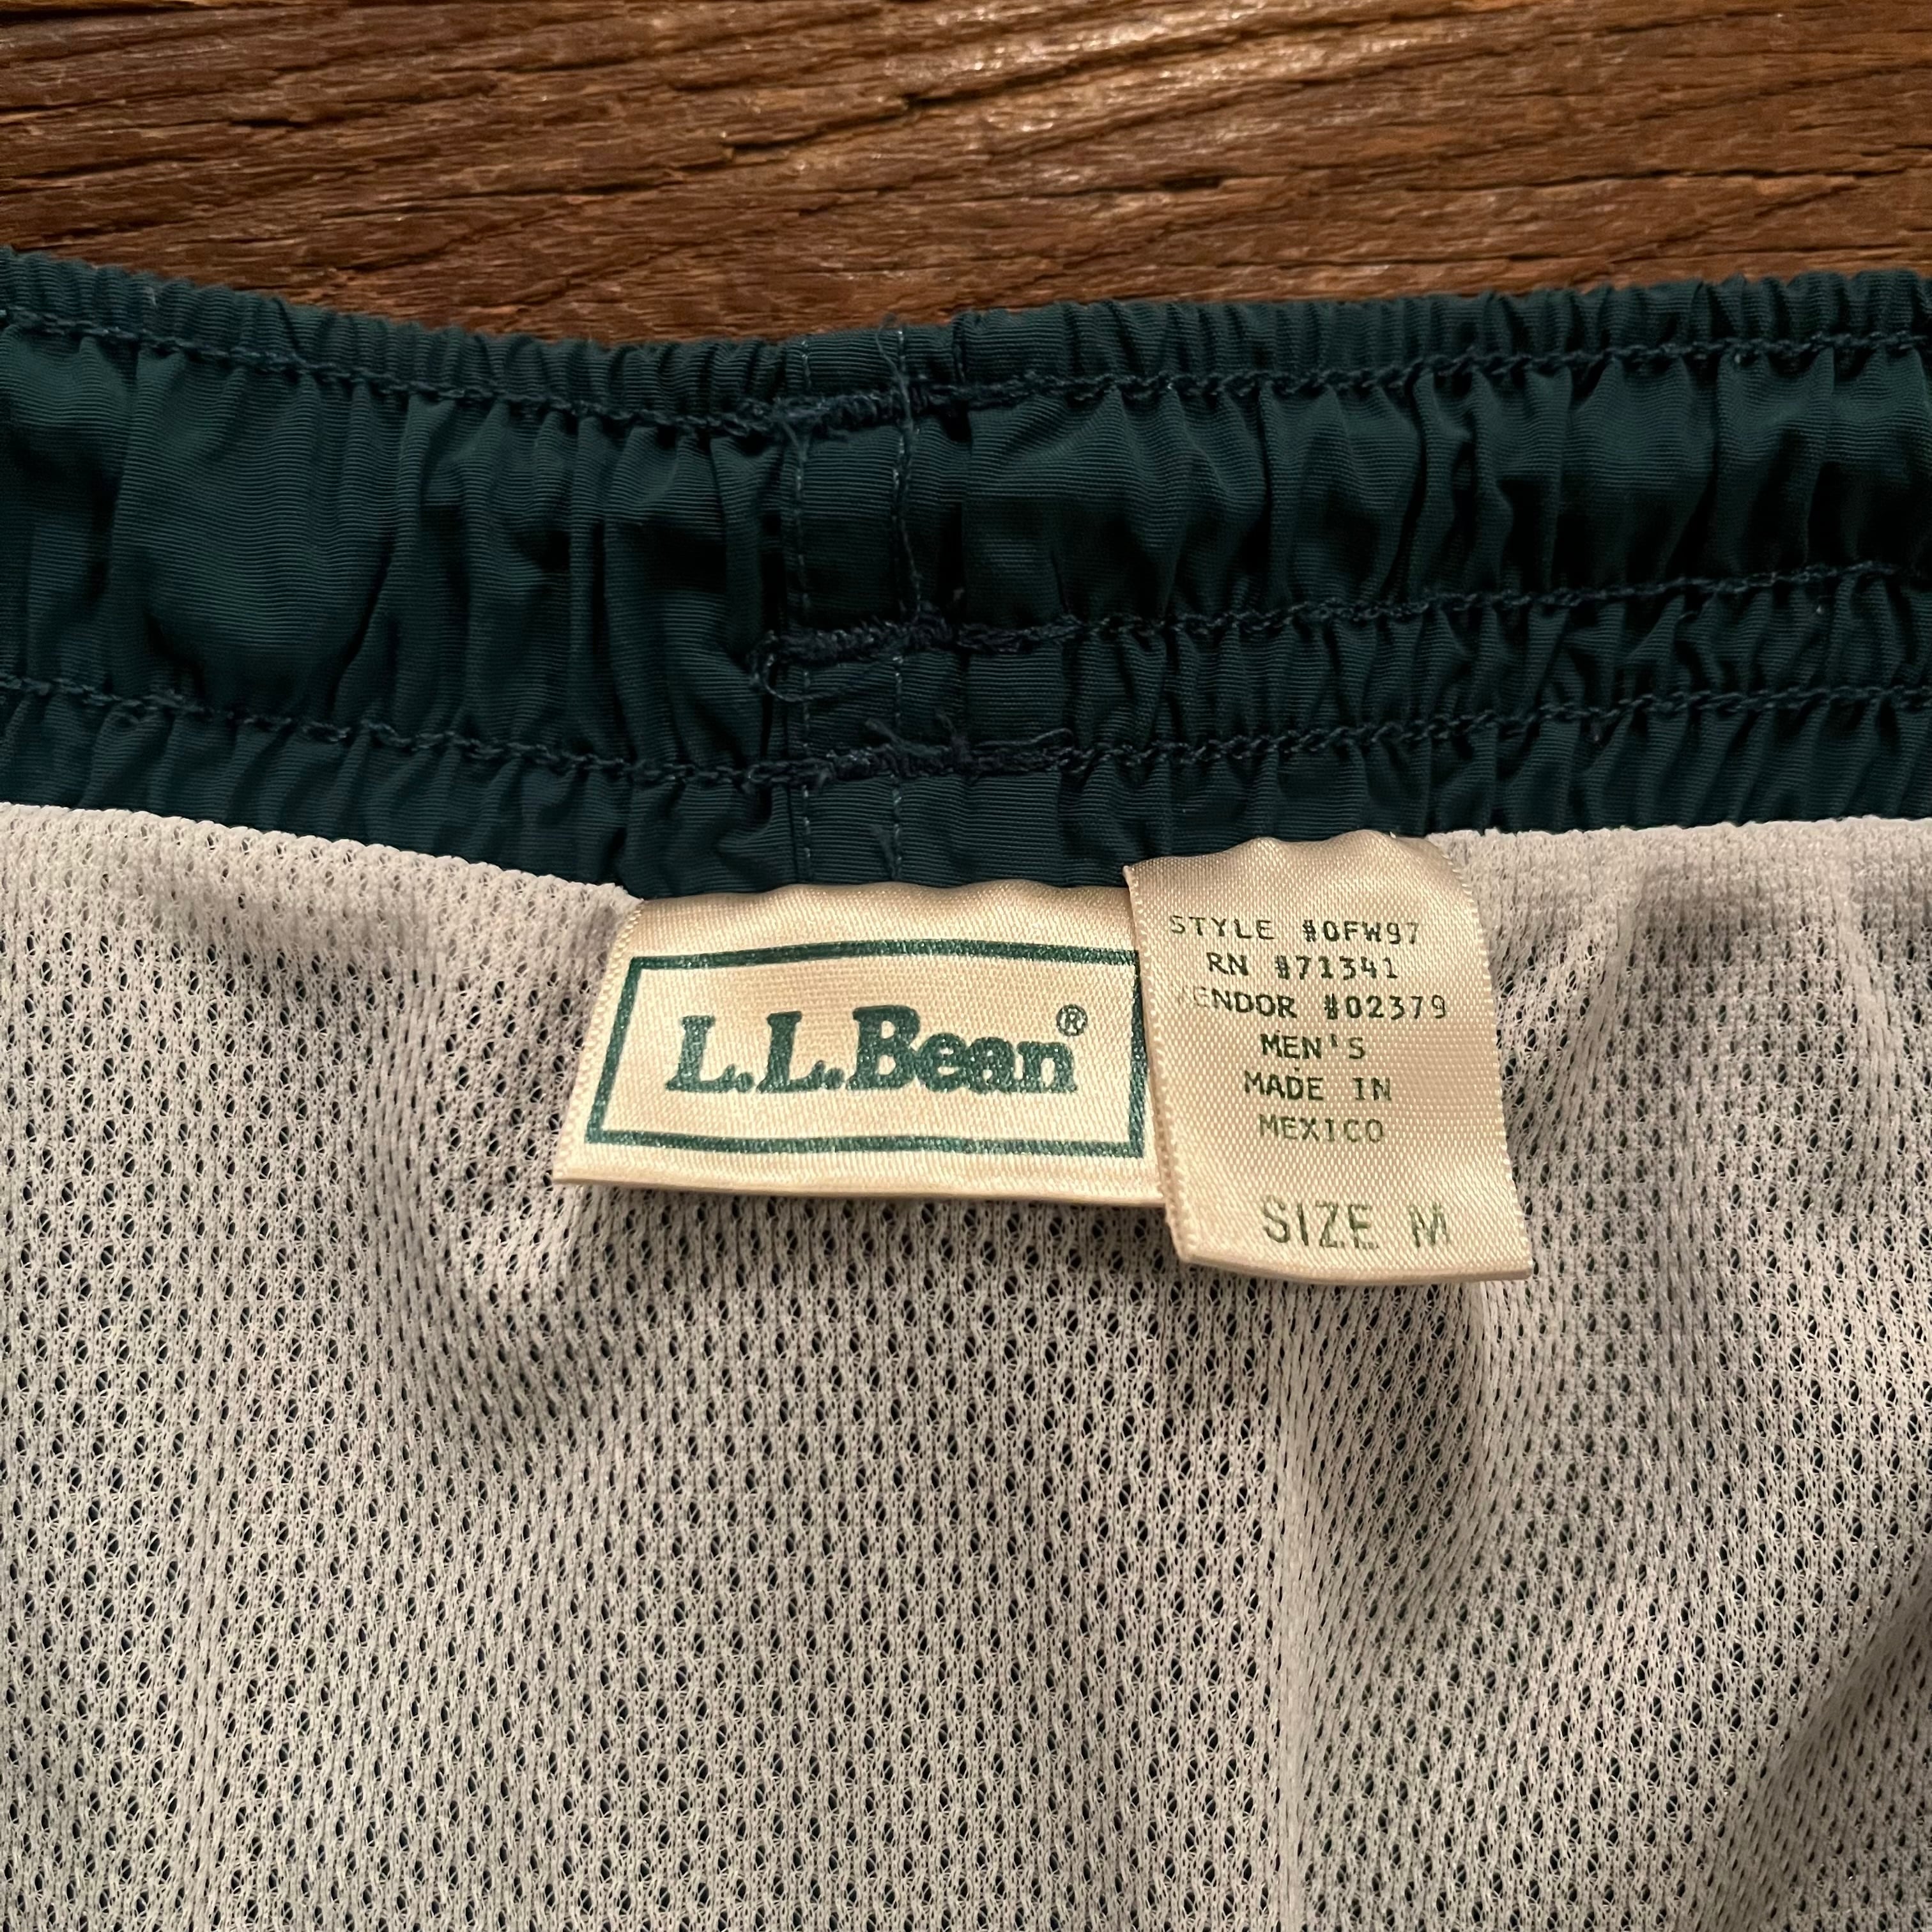 L.L.Bean®
STYLE #0FW97
RN #71341
VENDOR #02379
MEN'S
MADE IN
MEXICO
SIZE M